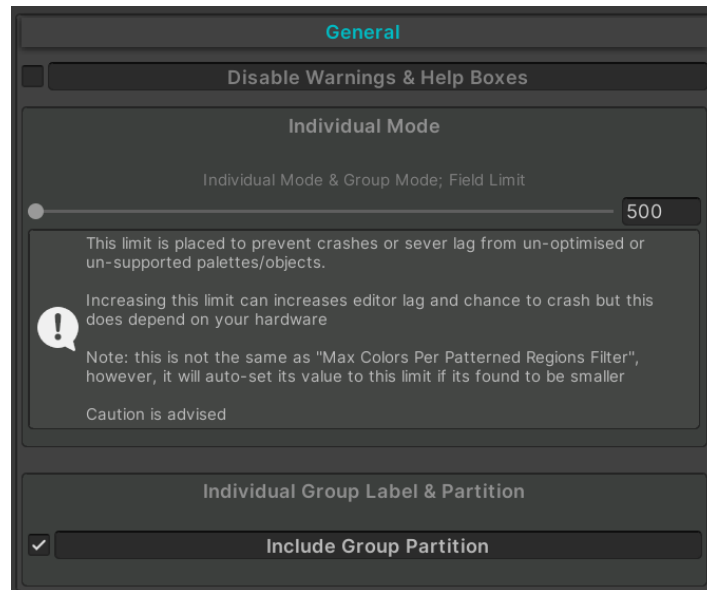 General
Disable Warnings & Help Boxes
Individual Mode
Individual Mode & Group Mode; Field Limit
500
This limit is placed to prevent crashes or sever lag from un-optimised or
un-supported palettes/objects.
Increasing this limit can increases editor lag and chance to crash but this
does depend on your hardware
Note: this is not the same as "Max Colors Per Patterned Regions Filter",
however, it will auto-set its value to this limit if its found to be smaller
Caution is advised
Individual Group Label & Partition
Include Group Partition